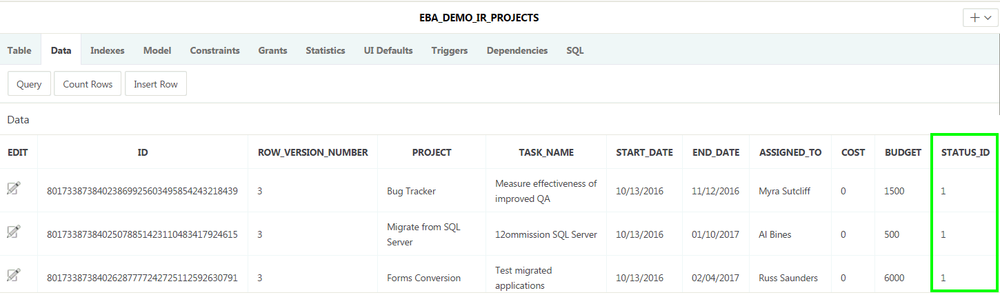 EBA_DEMO_IR_PROJECTS
Table Data Indexes Model Constraints Grants Statistics UI Defaults Triggers Dependencies SQL
Query Count Rows Insert Row
Data
EDIT ID ROW_VERSION_NUMBER PROJECT TASK_NAME START_DATE END_DATE ASSIGNED_TO COST BUDGET STATUS_ID
Measure effectiveness of
80173387384023869925603495854243218439 3 Bug Tracker 10/13/2016 11/12/2016 Myra Sutcliff 0 1500 1
improved QA
Migrate from SQL
80173387384025078851423110483417924615 3 12ommission SQL Server 10/13/2016 01/10/2017 Al Bines 0 500 1
Server
Test migrated
80173387384026287777242725112592630791 3 Forms Conversion 10/13/2016 02/04/2017 Russ Saunders 0 6000 1
applications